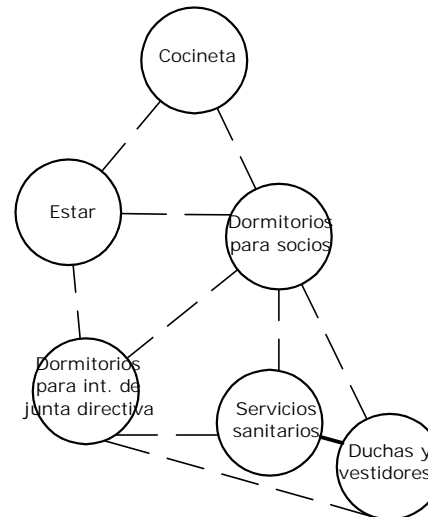 Cocineta
Estar
Dormitorios
para socios
Dormitorios
para int. de
junta directiva
Servicios
sanitarios
Duchas y
vestidores